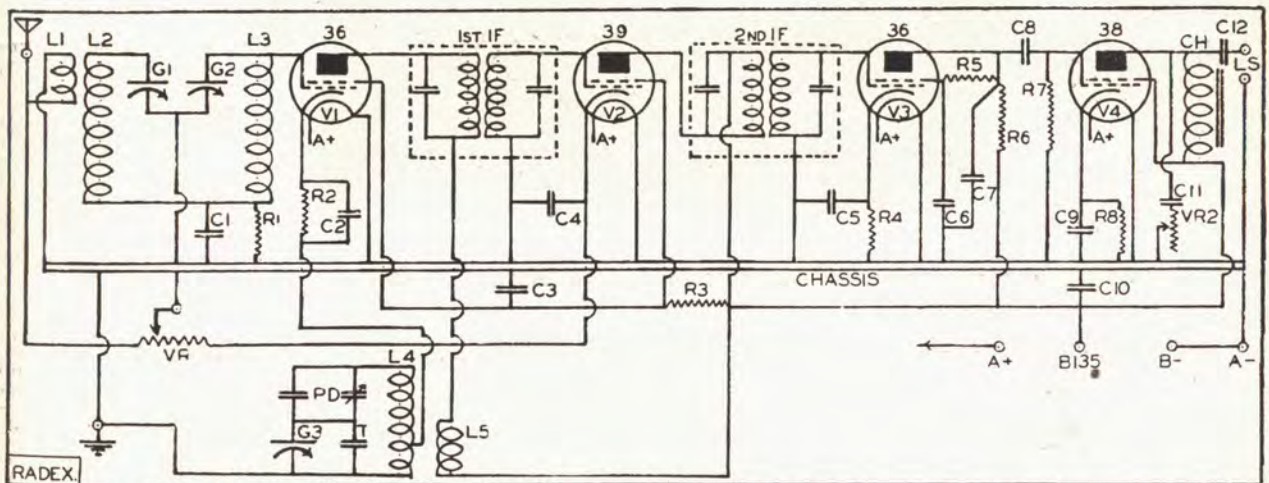 36
1ST IF
39
2ND IF
36
C8
38
C12
L1
L2
L3
G1
G2
CH
LS
R5
R7
V1
V2
V3
V4
A+
A+
A+
A+
R6
R2
C1
R1
C2
C4
C5
R4
C6
C7
C9
R8
C11
VR2
CHASSIS
C3
R3
C10
VR
L4
A+
B135
B-
A-
PD
G3
T
L5
RADEX.